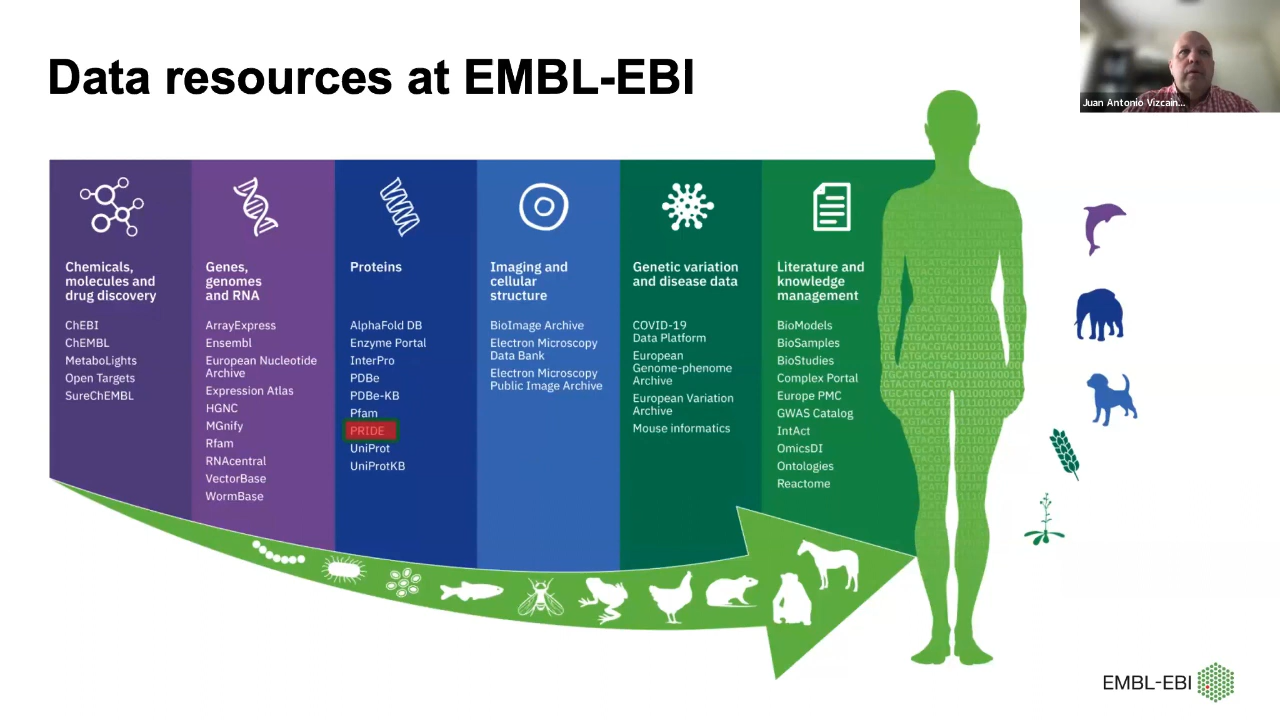 Data resources at EMBL-EBI
Juan Antonio Vizcain...
Chemicals,
molecules and
drug discovery
ChEBI
ChEMBL
MetaboLights
Open Targets
SureChEMBL
Genes,
genomes
and RNA
ArrayExpress
Ensembl
European Nucleotide
Archive
Expression Atlas
HGNC
MGnify
Rfam
RNAcentral
VectorBase
WormBase
Proteins
AlphaFold DB
Enzyme Portal
InterPro
PDBe
PDBe-KB
Pfam
PRIDE
UniProt
UniProtKB
Imaging and
cellular
structure
BioImage Archive
Electron Microscopy
Data Bank
Electron Microscopy
Public Image Archive
Genetic variation
and disease data
COVID-19
Data Platform
European
Genome-phenome
Archive
European Variation
Archive
Mouse informatics
Literature and
knowledge
management
BioModels
BioSamples
BioStudies
Complex Portal
Europe PMC
GWAS Catalog
IntAct
OmicsDI
Ontologies
Reactome
EMBL-EBI